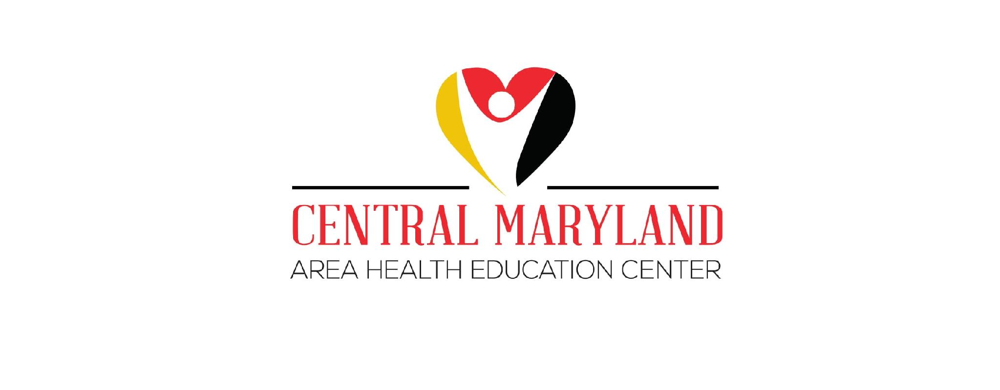 CENTRAL MARYLAND
AREA HEALTH EDUCATION CENTER